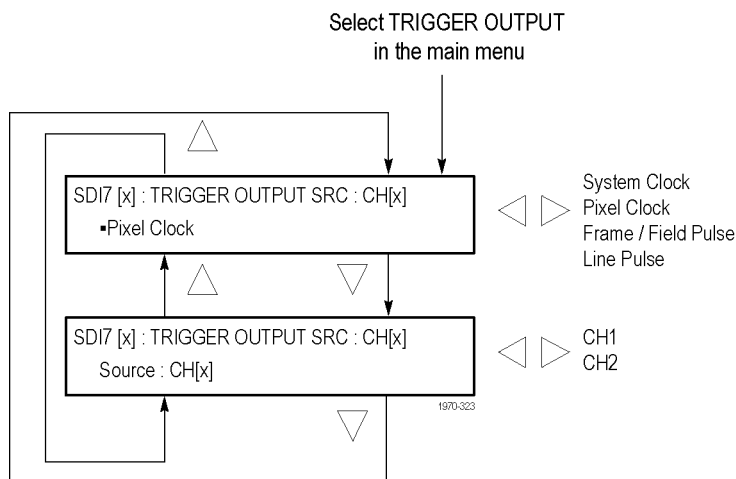 Select TRIGGER OUTPUT
in the main menu
SDI7 [x] : TRIGGER OUTPUT SRC : CH[x]
▪Pixel Clock
System Clock
Pixel Clock
Frame / Field Pulse
Line Pulse
SDI7 [x] : TRIGGER OUTPUT SRC : CH[x]
Source : CH[x]
CH1
CH2
1970-323